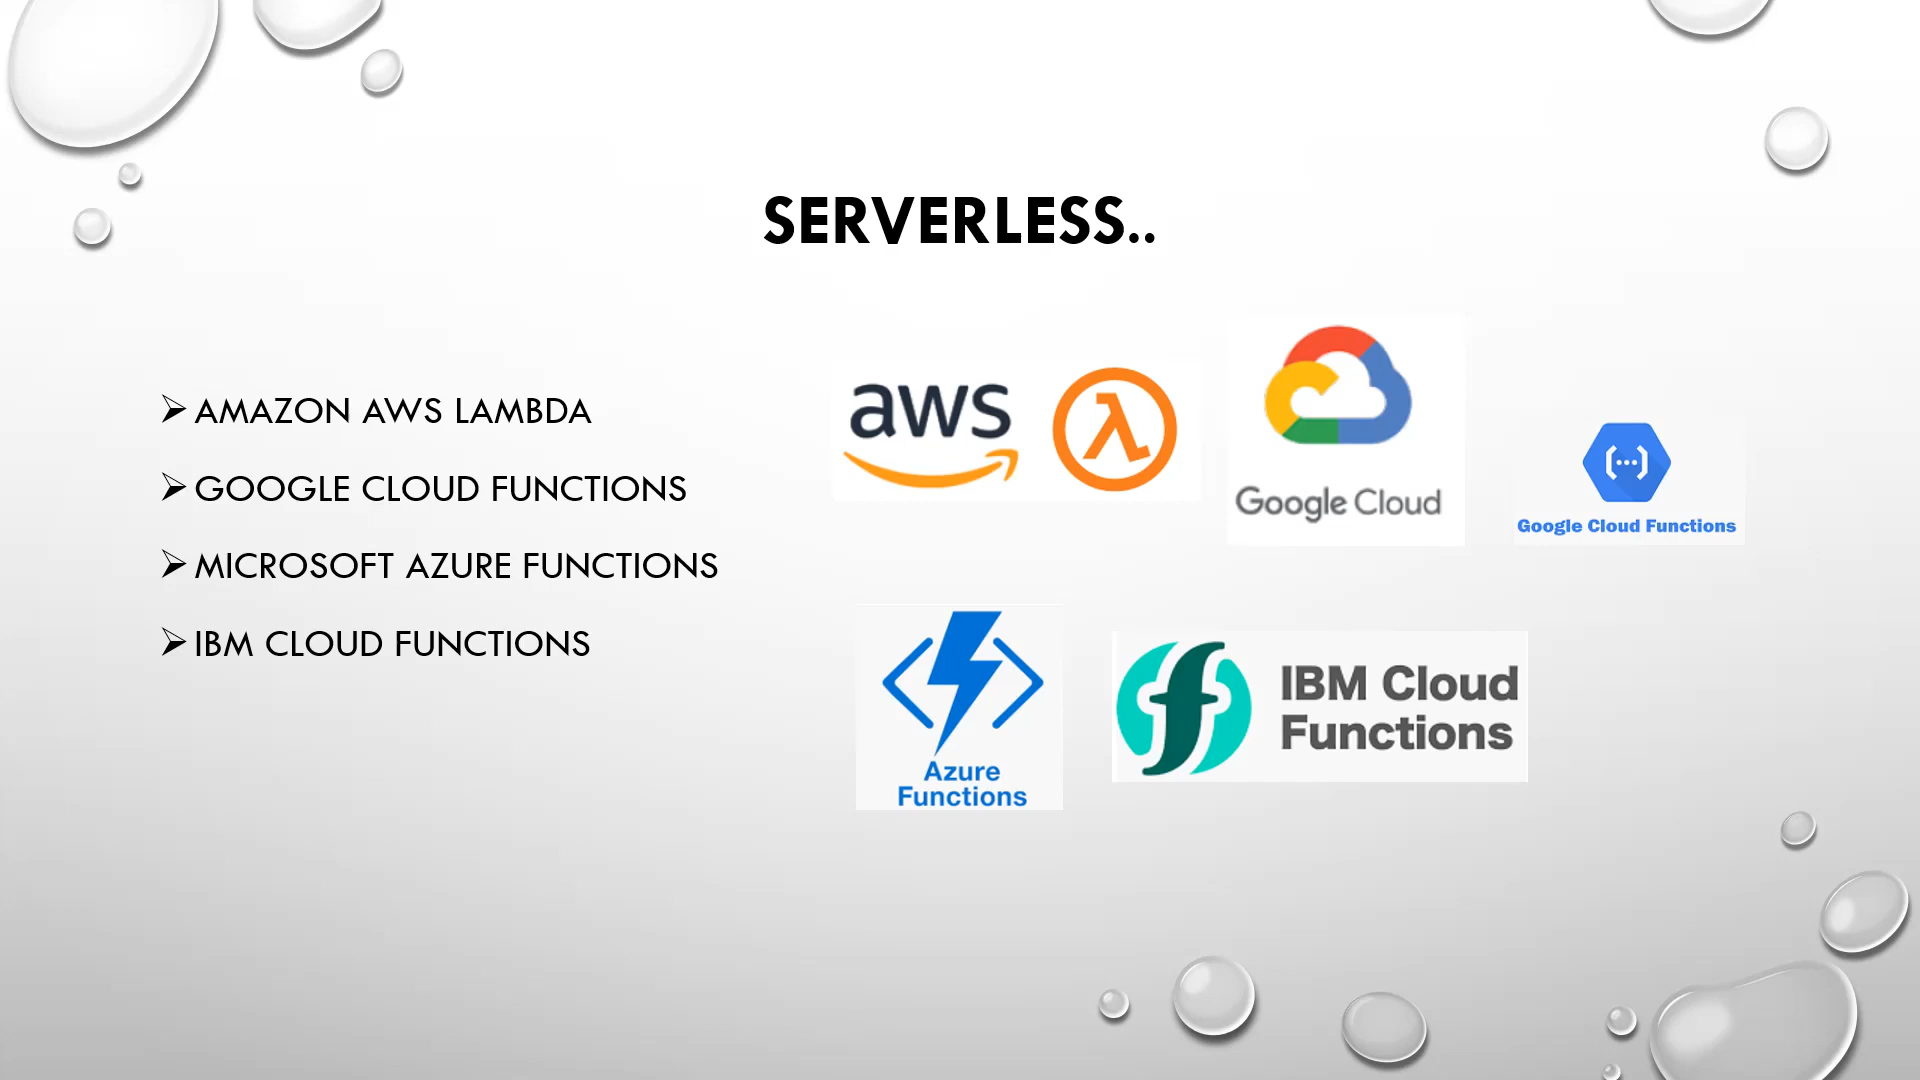 SERVERLESS..
AMAZON AWS LAMBDA
GOOGLE CLOUD FUNCTIONS
MICROSOFT AZURE FUNCTIONS
IBM CLOUD FUNCTIONS
aws
λ
Google Cloud
Google Cloud Functions
Azure
Functions
IBM Cloud
Functions